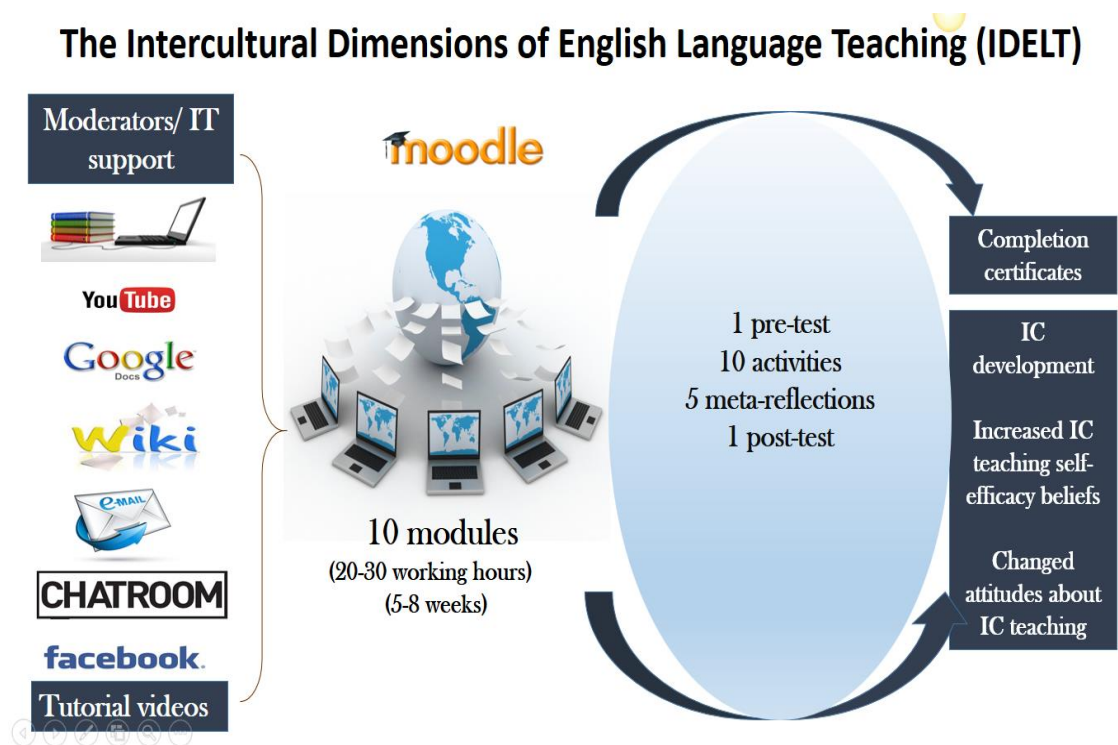 The Intercultural Dimensions of English Language Teaching (IDELT)
Moderators/ IT
support
YouTube
Google
Docs
Wiki
e-MAIL
CHATROOM
facebook.
Tutorial videos
moodle
10 modules
(20-30 working hours)
(5-8 weeks)
1 pre-test
10 activities
5 meta-reflections
1 post-test
Completion
certificates
IC
development
Increased IC
teaching self-
efficacy beliefs
Changed
attitudes about
IC teaching